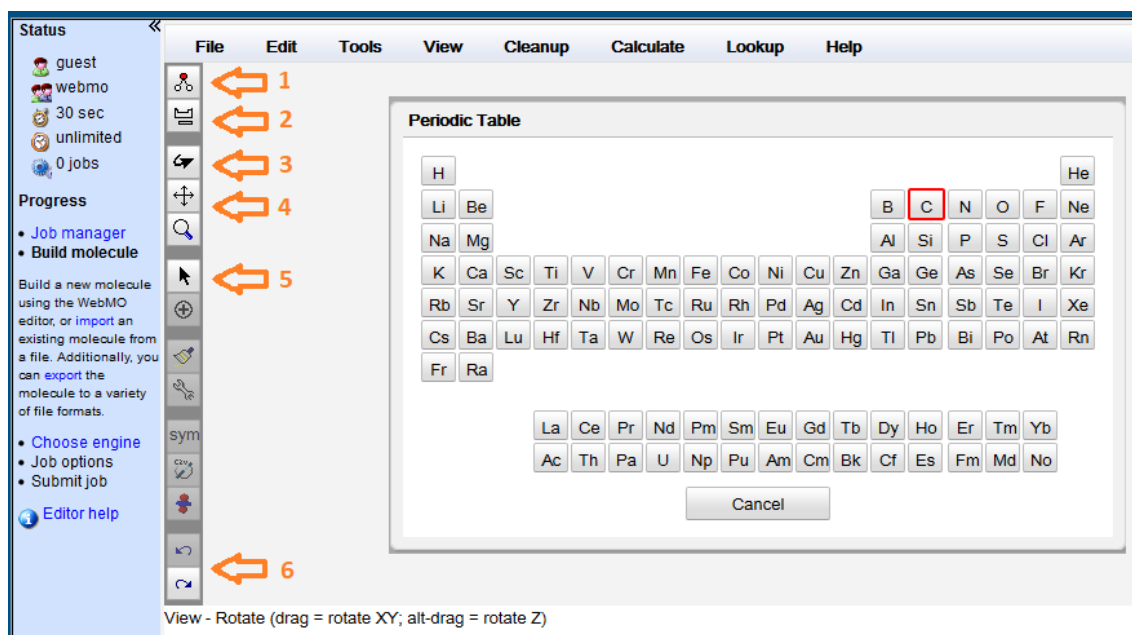 Status «
guest
webmo
30 sec
unlimited
0 jobs
Progress
• Job manager
• Build molecule
Build a new molecule
using the WebMO
editor, or import an
existing molecule from
a file. Additionally, you
can export the
molecule to a variety
of file formats.
• Choose engine
• Job options
• Submit job
Editor help
File Edit Tools View Cleanup Calculate Lookup Help
1
2
3
4
5
sym
C2v
6
Periodic Table
H He
Li Be B C N O F Ne
Na Mg Al Si P S Cl Ar
K Ca Sc Ti V Cr Mn Fe Co Ni Cu Zn Ga Ge As Se Br Kr
Rb Sr Y Zr Nb Mo Tc Ru Rh Pd Ag Cd In Sn Sb Te I Xe
Cs Ba Lu Hf Ta W Re Os Ir Pt Au Hg Tl Pb Bi Po At Rn
Fr Ra
La Ce Pr Nd Pm Sm Eu Gd Tb Dy Ho Er Tm Yb
Ac Th Pa U Np Pu Am Cm Bk Cf Es Fm Md No
Cancel
View - Rotate (drag = rotate XY; alt-drag = rotate Z)